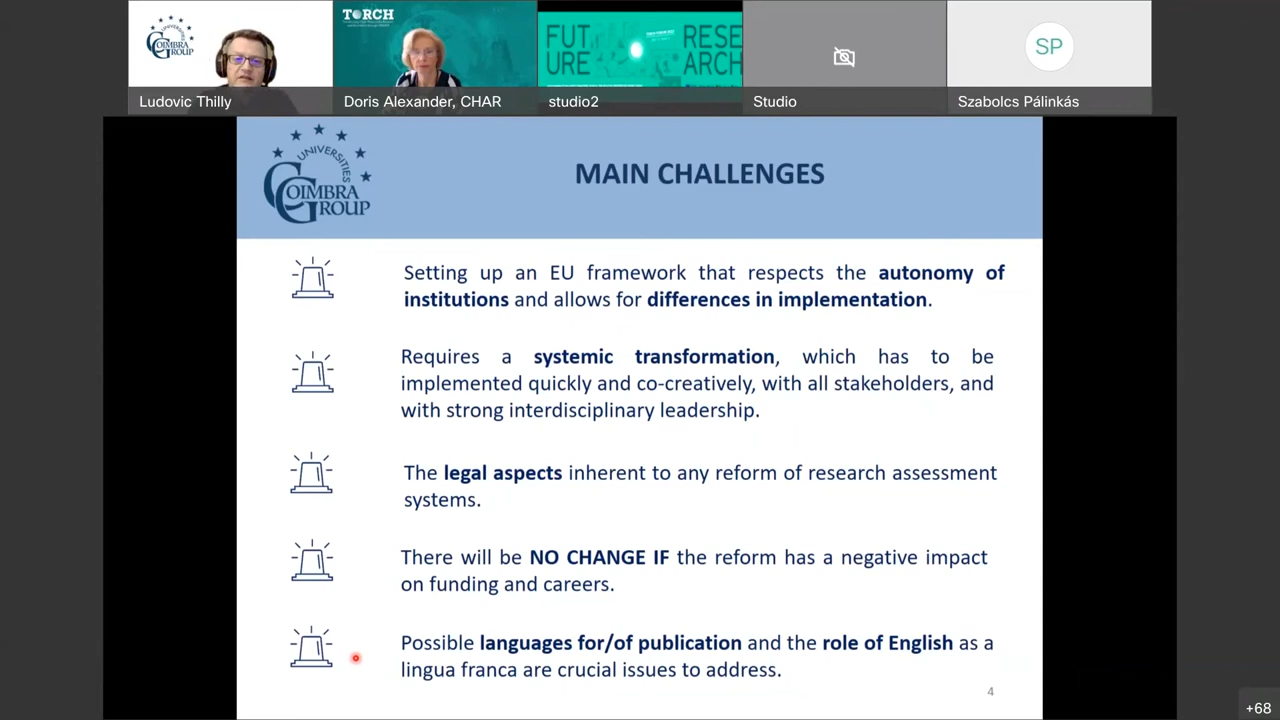 UNIVERSITIES
COIMBRA
GROUP
TORCH
FUT
URE
RESE
ARCH
SP
Ludovic Thilly
Doris Alexander, CHAR
studio2
Studio
Szabolcs Pálinkás
UNIVERSITIES
COIMBRA
GROUP
MAIN CHALLENGES
Setting up an EU framework that respects the autonomy of
institutions and allows for differences in implementation.
Requires a systemic transformation, which has to be
implemented quickly and co-creatively, with all stakeholders, and
with strong interdisciplinary leadership.
The legal aspects inherent to any reform of research assessment
systems.
There will be NO CHANGE IF the reform has a negative impact
on funding and careers.
Possible languages for/of publication and the role of English as a
lingua franca are crucial issues to address.
4
+68